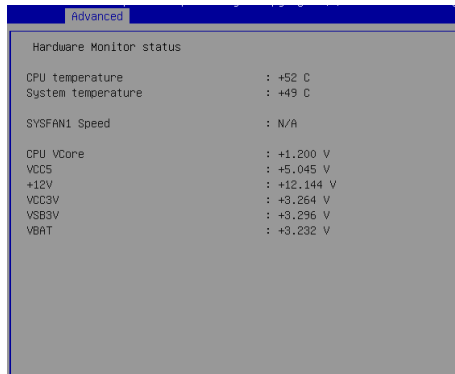 Advanced
Hardware Monitor status
CPU temperature : +52 C
System temperature : +49 C
SYSFAN1 Speed : N/A
CPU VCore : +1.200 V
VCC5 : +5.045 V
+12V : +12.144 V
VCC3V : +3.264 V
VSB3V : +3.296 V
VBAT : +3.232 V